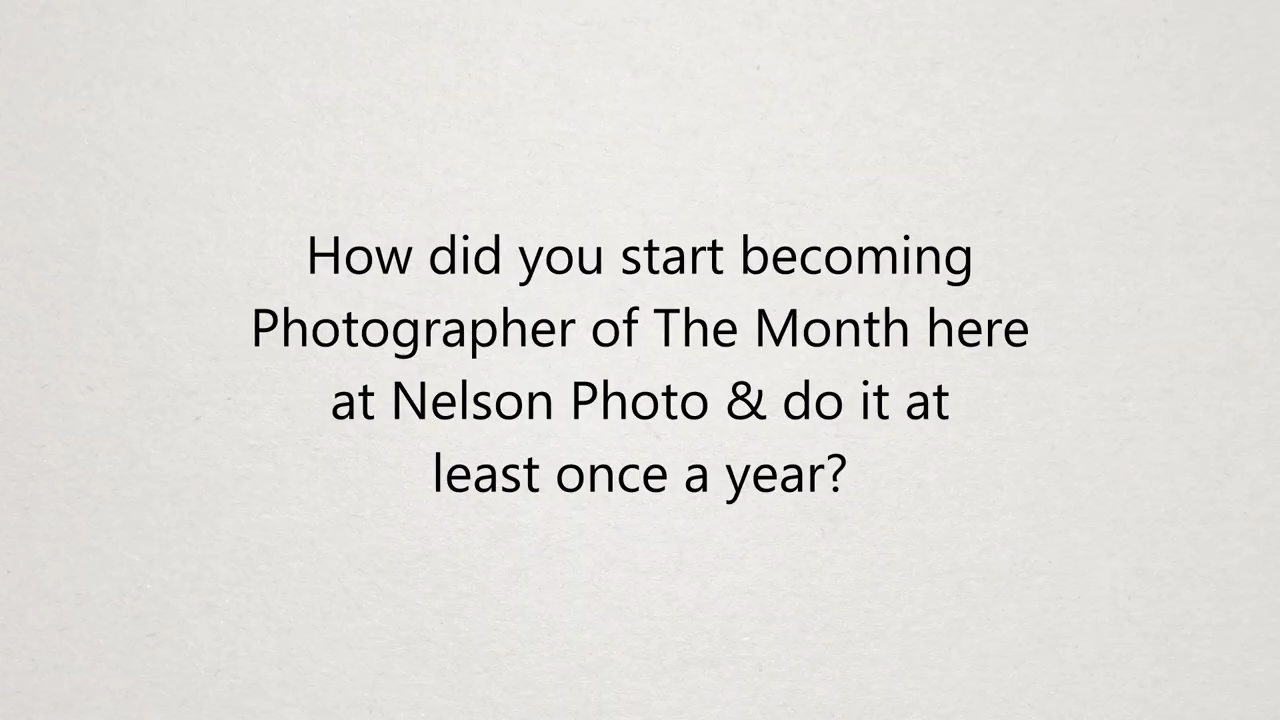 How did you start becoming
Photographer of The Month here
at Nelson Photo & do it at
least once a year?